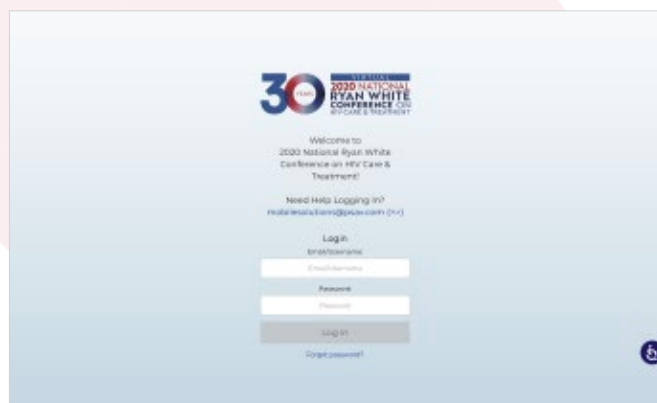 30
YEARS
VIRTUAL
2020 NATIONAL
RYAN WHITE
CONFERENCE ON
HIV CARE & TREATMENT
Welcome to
2020 National Ryan White
Conference on HIV Care &
Treatment!
Need Help Logging In?
mobilesolutions@psav.com
Login
Email/Username
Email/Username
Password
Password
Log In
Forgot password?